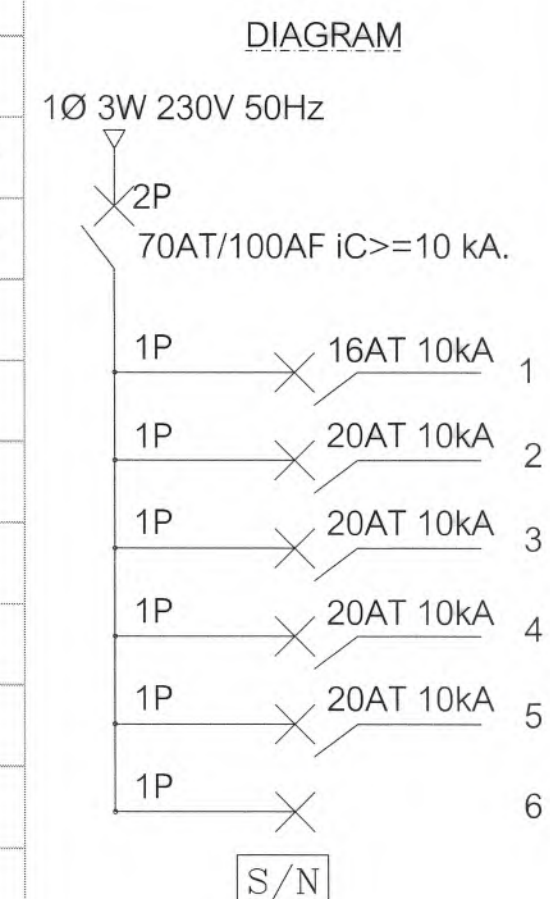 DIAGRAM
1Ø 3W 230V 50Hz
2P
70AT/100AF iC>=10 kA.
1P 16AT 10kA 1
1P 20AT 10kA 2
1P 20AT 10kA 3
1P 20AT 10kA 4
1P 20AT 10kA 5
1P 6
S/N